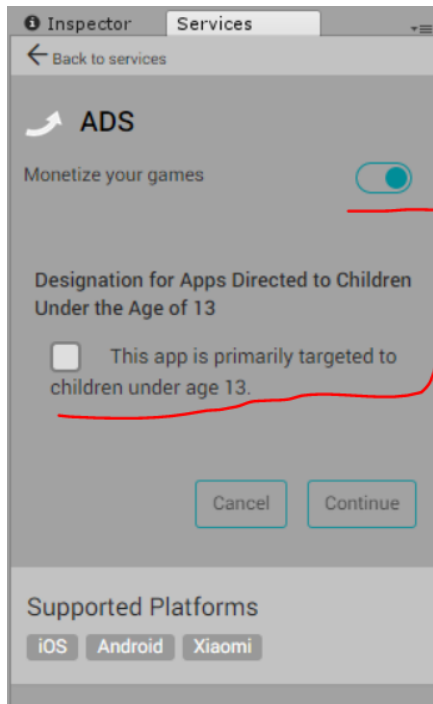 Inspector
Services
Back to services
ADS
Monetize your games
Designation for Apps Directed to Children
Under the Age of 13
This app is primarily targeted to
children under age 13.
Cancel
Continue
Supported Platforms
iOS
Android
Xiaomi